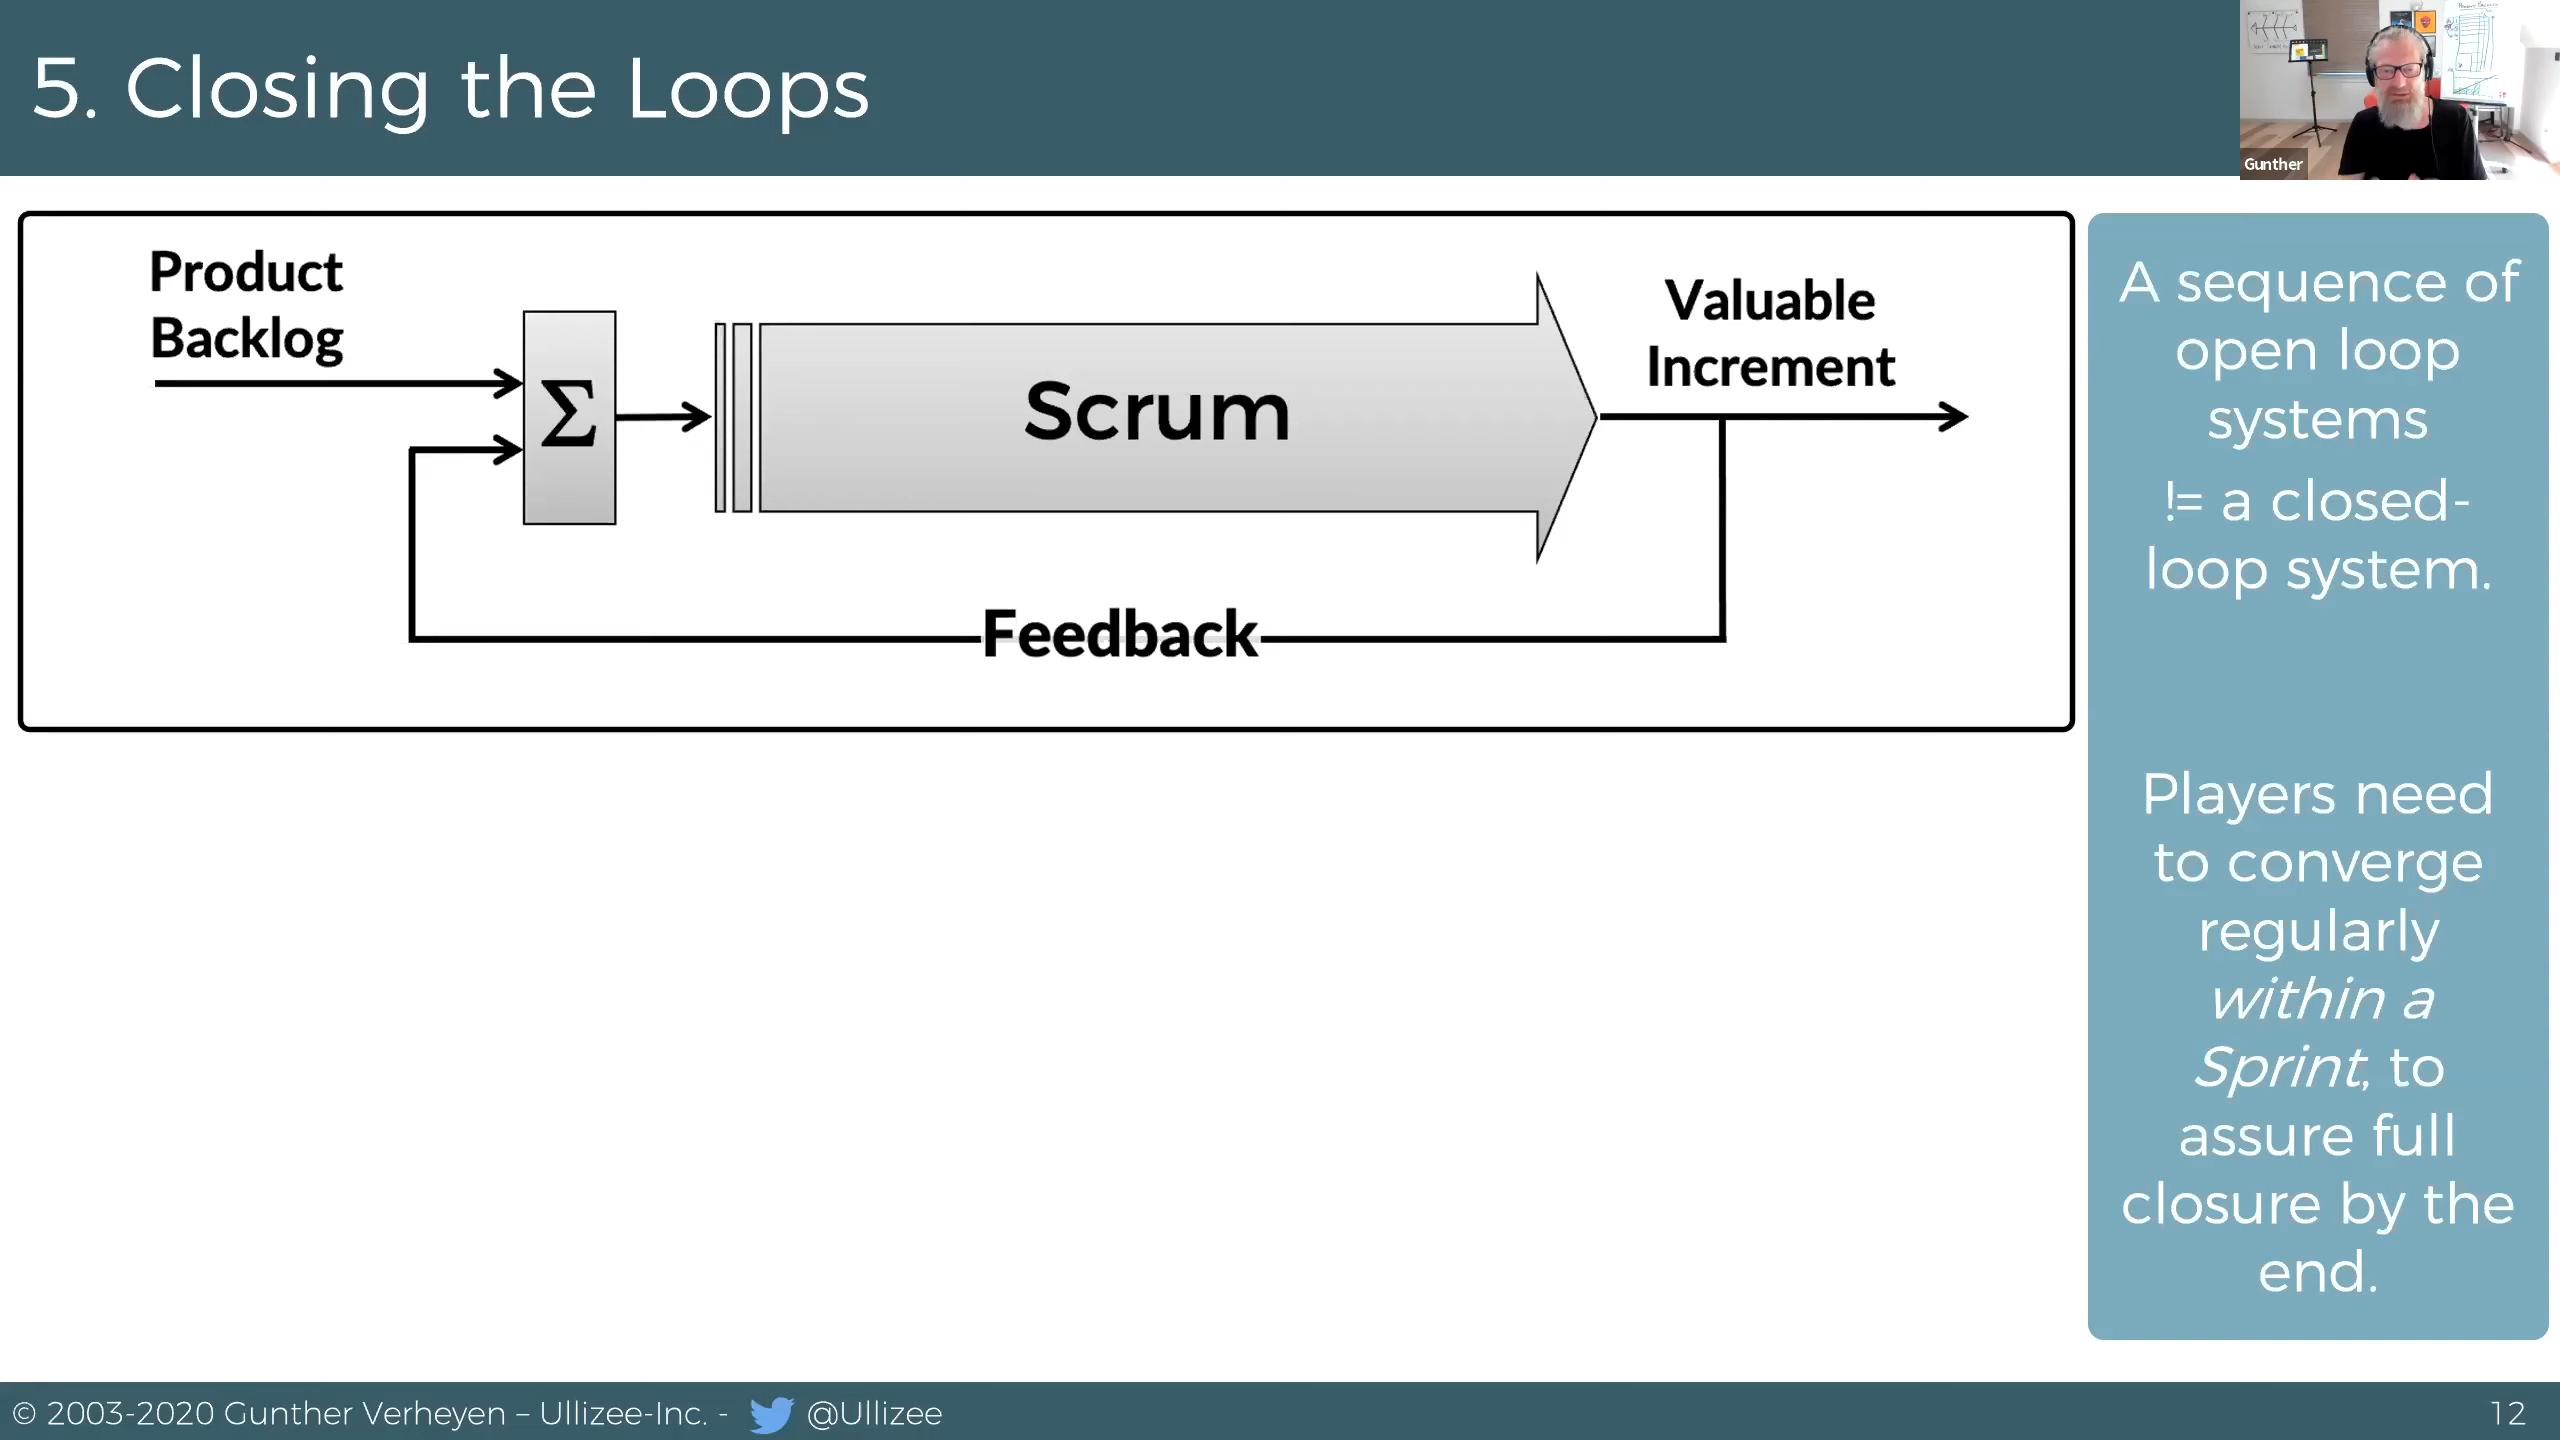 5. Closing the Loops
Gunther
Product
Backlog
Σ
Scrum
Valuable
Increment
Feedback
A sequence of
open loop
systems
!= a closed-
loop system.
Players need
to converge
regularly
within a
Sprint, to
assure full
closure by the
end.
© 2003-2020 Gunther Verheyen – Ullizee-Inc. - @Ullizee
12